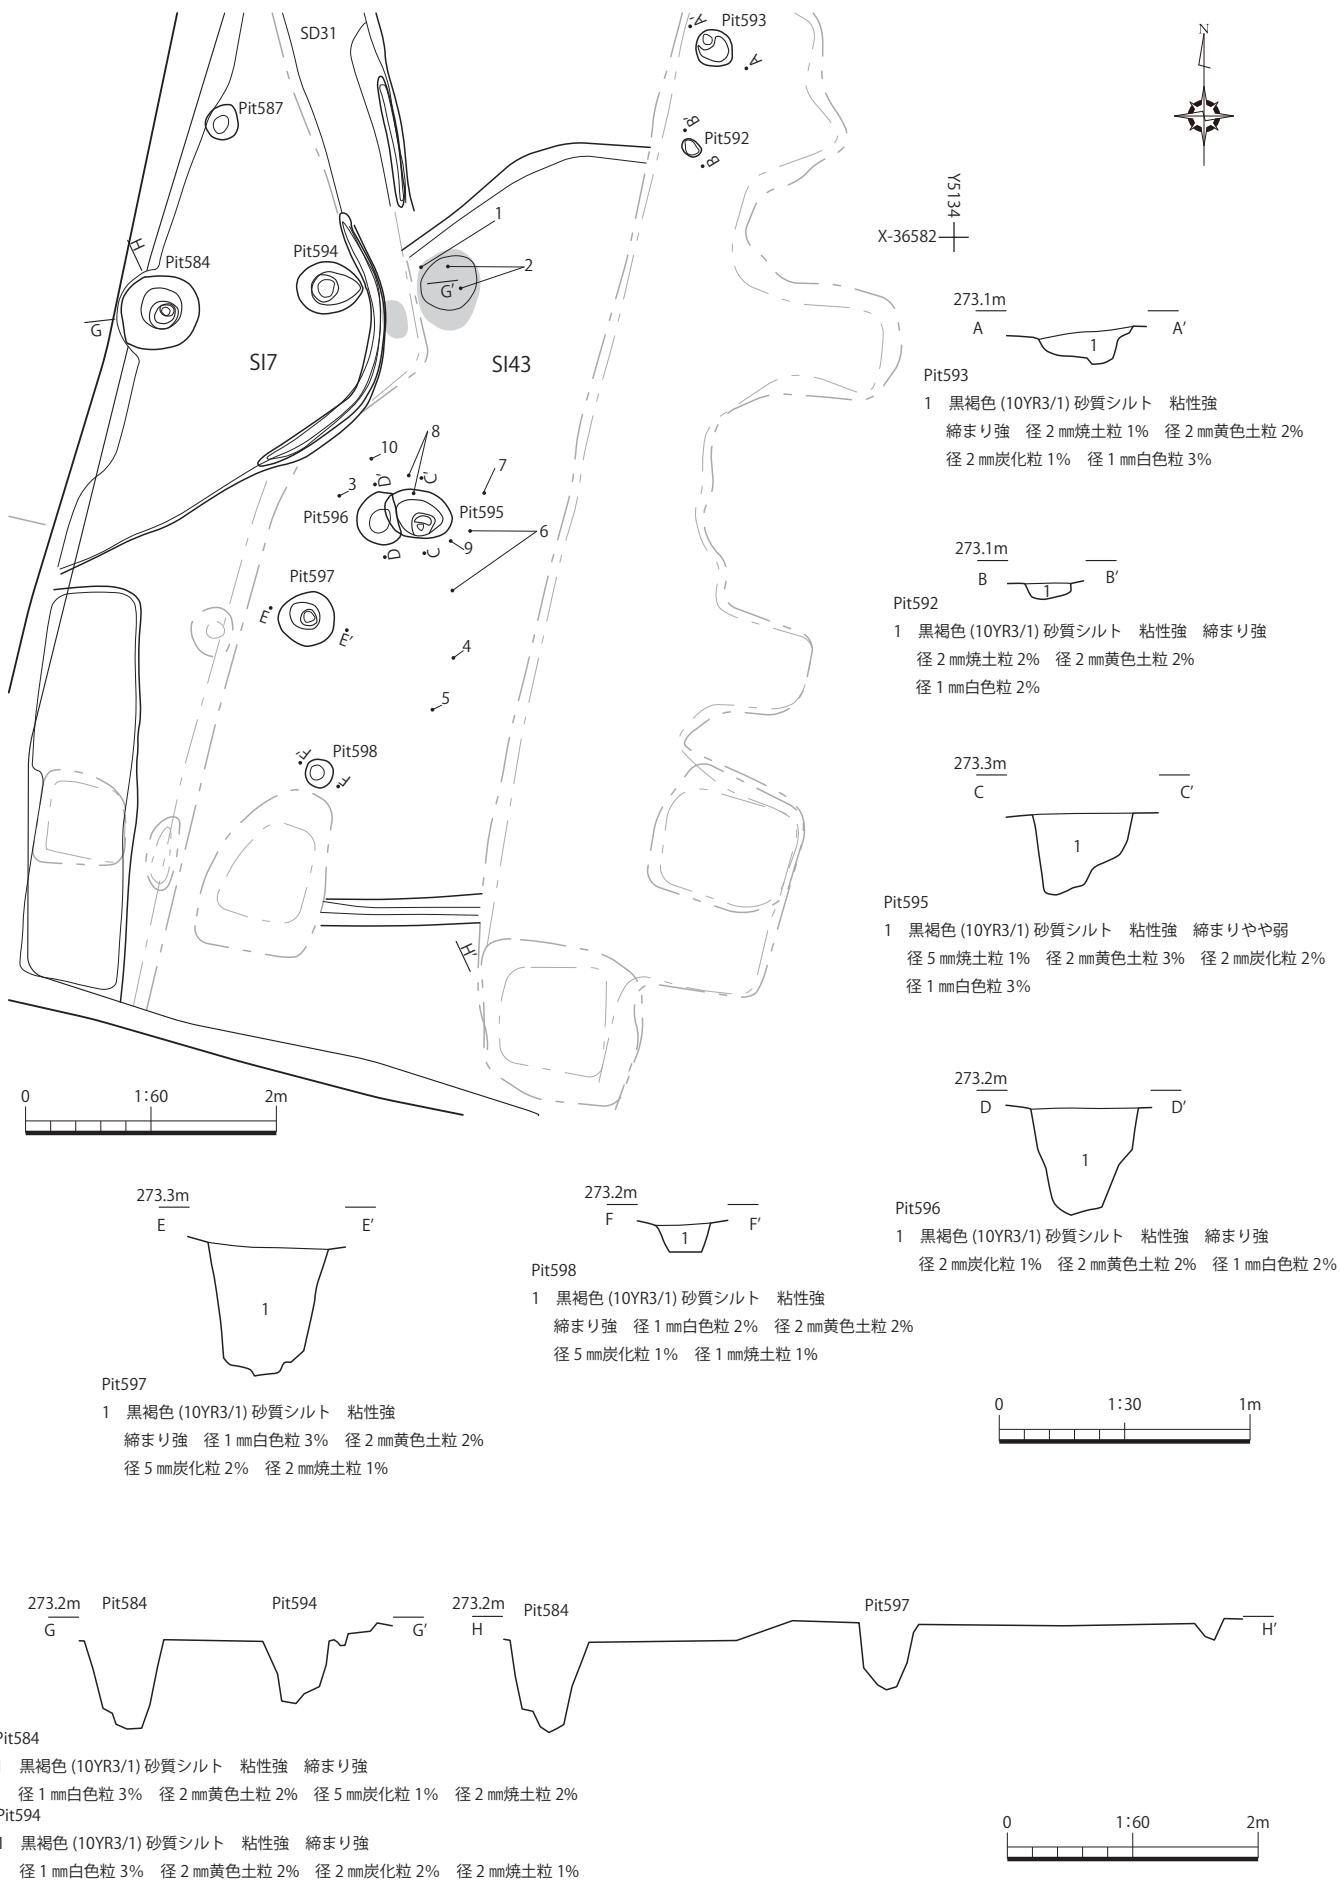 SD31
Pit593
A'
A
N
Pit587
Pit592
B'
B
Y5134
X-36582
1
2
H
Pit584
Pit594
G'
G
SI7
SI43
273.1m
A
A'
1
Pit593
1 黒褐色 (10YR3/1) 砂質シルト 粘性強
締まり強 径 2 ㎜焼土粒 1% 径 2 ㎜黄色土粒 2%
径 2 ㎜炭化粒 1% 径 1 ㎜白色粒 3%
10
8
7
3
D'
C'
Pit596
Pit595
6
9
D
C
Pit597
E
E'
4
5
F'
Pit598
F
H'
273.1m
B
B'
1
Pit592
1 黒褐色 (10YR3/1) 砂質シルト 粘性強 締まり強
径 2 ㎜焼土粒 2% 径 2 ㎜黄色土粒 2%
径 1 ㎜白色粒 2%
273.3m
C
C'
1
Pit595
1 黒褐色 (10YR3/1) 砂質シルト 粘性強 締まりやや弱
径 5 ㎜焼土粒 1% 径 2 ㎜黄色土粒 3% 径 2 ㎜炭化粒 2%
径 1 ㎜白色粒 3%
0 1:60 2m
273.2m
D
D'
1
Pit596
1 黒褐色 (10YR3/1) 砂質シルト 粘性強 締まり強
径 2 ㎜炭化粒 1% 径 2 ㎜黄色土粒 2% 径 1 ㎜白色粒 2%
273.3m
E
E'
1
Pit597
1 黒褐色 (10YR3/1) 砂質シルト 粘性強
締まり強 径 1 ㎜白色粒 3% 径 2 ㎜黄色土粒 2%
径 5 ㎜炭化粒 2% 径 2 ㎜焼土粒 1%
273.2m
F
F'
1
Pit598
1 黒褐色 (10YR3/1) 砂質シルト 粘性強
締まり強 径 1 ㎜白色粒 2% 径 2 ㎜黄色土粒 2%
径 5 ㎜炭化粒 1% 径 1 ㎜焼土粒 1%
0 1:30 1m
273.2m Pit584 Pit594
G G'
273.2m Pit584 Pit597
H H'
Pit584
黒褐色 (10YR3/1) 砂質シルト 粘性強 締まり強
径 1 ㎜白色粒 3% 径 2 ㎜黄色土粒 2% 径 5 ㎜炭化粒 1% 径 2 ㎜焼土粒 2%
Pit594
1 黒褐色 (10YR3/1) 砂質シルト 粘性強 締まり強
径 1 ㎜白色粒 3% 径 2 ㎜黄色土粒 2% 径 2 ㎜炭化粒 2% 径 2 ㎜焼土粒 1%
0 1:60 2m